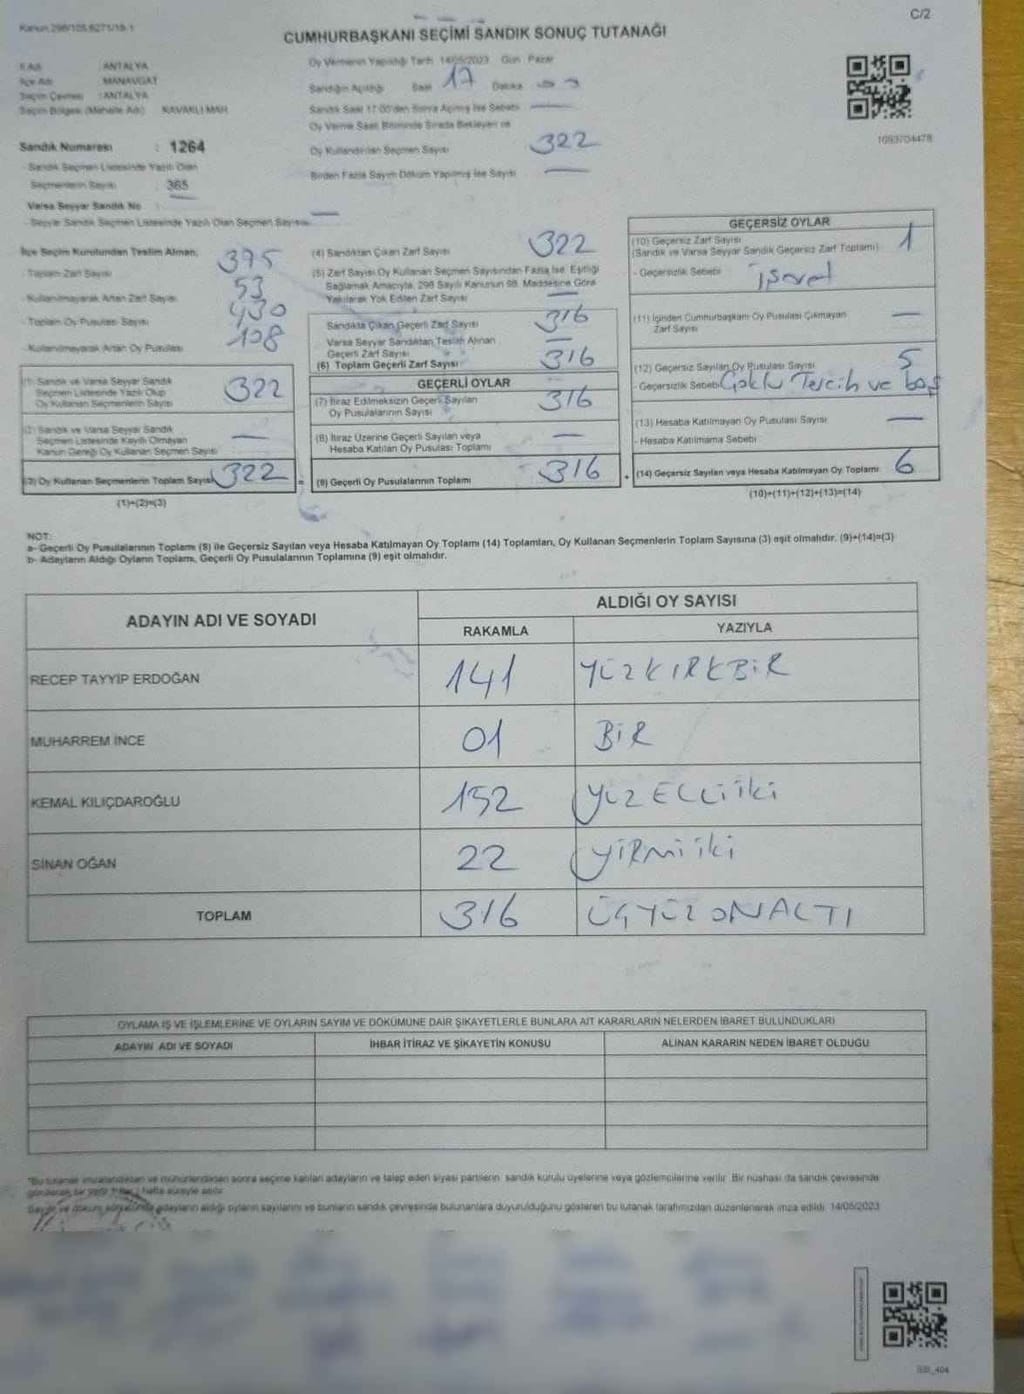 C/2
Kanun 298/105,6271/19-1
CUMHURBAŞKANI SEÇİMİ SANDIK SONUÇ TUTANAĞI
İl Adı : ANTALYA
İlçe Adı : MANAVGAT
Seçim Çevresi : ANTALYA
Seçim Bölgesi (Mahalle Adı) KAVAKLI MAH
Sandık Numarası : 1264
- Sandık Seçmen Listesinde Yazılı Olan
Seçmenlerin Sayısı : 365
Varsa Seyyar Sandık No
- Seyyar Sandık Seçmen Listesinde Yazılı Olan Seçmen Sayısı
Oy Vermenin Yapıldığı Tarih 14/05/2023 Gün Pazar
Sandığın Açıldığı Saat 17 Dakika
Sandık Saat 17:00'den Sonra Açılmış İse Sebebi
Oy Verme Saati Bitiminde Sırada Bekleyen
Oy Kullandırılan Seçmen Sayısı 322
Birden Fazla Sayım Döküm Yapılmış İse Sayısı
1093704478
İlçe Seçim Kurulundan Teslim Alınan,
- Toplam Zarf Sayısı 375
- Kullanılmayarak Artan Zarf Sayısı 53
- Toplam Oy Pusulası Sayısı 430
- Kullanılmayarak Artan Oy Pusulası 108
(1) Sandık ve Varsa Seyyar Sandık
Seçmen Listesinde Yazılı Olup
Oy Kullanan Seçmenlerin Sayısı 322
(2) Sandık ve Varsa Seyyar Sandık
Seçmen Listesinde Kayıtlı Olmayan
Kanun Gereği Oy Kullanan Seçmen Sayısı —
(3) Oy Kullanan Seçmenlerin Toplam Sayısı 322
(1)+(2)=(3)
(4) Sandıktan Çıkan Zarf Sayısı 322
(5) Zarf Sayısı Oy Kullanan Seçmen Sayısından Fazla İse, Eşitliği
Sağlamak Amacıyla, 298 Sayılı Kanunun 98. Maddesine Göre
Yakılarak Yok Edilen Zarf Sayısı —
Sandıkta Çıkan Geçerli Zarf Sayısı 316
Varsa Seyyar Sandıktan Teslim Alınan
Geçerli Zarf Sayısı —
(6) Toplam Geçerli Zarf Sayısı 316
GEÇERLİ OYLAR
(7) İtiraz Edilmeksizin Geçerli Sayılan
Oy Pusulalarının Sayısı 316
(8) İtiraz Üzerine Geçerli Sayılan veya
Hesaba Katılan Oy Pusulası Toplamı —
(9) Geçerli Oy Pusulalarının Toplamı 316
GEÇERSİZ OYLAR
(10) Geçersiz Zarf Sayısı 1
(Sandık ve Varsa Seyyar Sandık Geçersiz Zarf Toplamı)
- Geçersizlik Sebebi işaret
(11) İçinden Cumhurbaşkanı Oy Pusulası Çıkmayan
Zarf Sayısı —
(12) Geçersiz Sayılan Oy Pusulası Sayısı 5
- Geçersizlik Sebebi Çoklu Tercih ve boş
(13) Hesaba Katılmayan Oy Pusulası Sayısı —
- Hesaba Katılmama Sebebi
(14) Geçersiz Sayılan veya Hesaba Katılmayan Oy Toplamı 6
(10)+(11)+(12)+(13)=(14)
NOT:
a- Geçerli Oy Pusulalarının Toplamı (9) ile Geçersiz Sayılan veya Hesaba Katılmayan Oy Toplamı (14) Toplamları, Oy Kullanan Seçmenlerin Toplam Sayısına (3) eşit olmalıdır. (9)+(14)=(3)
b- Adayların Aldığı Oyların Toplamı, Geçerli Oy Pusulalarının Toplamına (9) eşit olmalıdır.
ADAYIN ADI VE SOYADI
ALDIĞI OY SAYISI
RAKAMLA YAZIYLA
RECEP TAYYİP ERDOĞAN 141 YÜZKIRKBİR
MUHARREM İNCE 01 BİR
KEMAL KILIÇDAROĞLU 152 YÜZELLİİKİ
SİNAN OĞAN 22 YİRMİİKİ
TOPLAM 316 ÜÇYÜZONALTI
OYLAMA İŞ VE İŞLEMLERİNE VE OYLARIN SAYIM VE DÖKÜMÜNE DAİR ŞİKAYETLERLE BUNLARA AİT KARARLARIN NELERDEN İBARET BULUNDUKLARI
ADAYIN ADI VE SOYADI İHBAR İTİRAZ VE ŞİKAYETİN KONUSU ALINAN KARARIN NEDEN İBARET OLDUĞU
"Bu tutanak imzalandıktan ve mühürlendikten sonra seçime katılan adayların ve talep eden siyasi partilerin sandık kurulu üyelerine veya gözlemcilerine verilir. Bir nüshası da sandık çevresinde
Sayım ve döküm sonucunda adayların aldığı oyların sayılarını ve bunların sandık çevresinde bulunanlara duyurulduğunu gösteren bu tutanak tarafımızdan düzenlenerek imza edildi. 14/05/2023